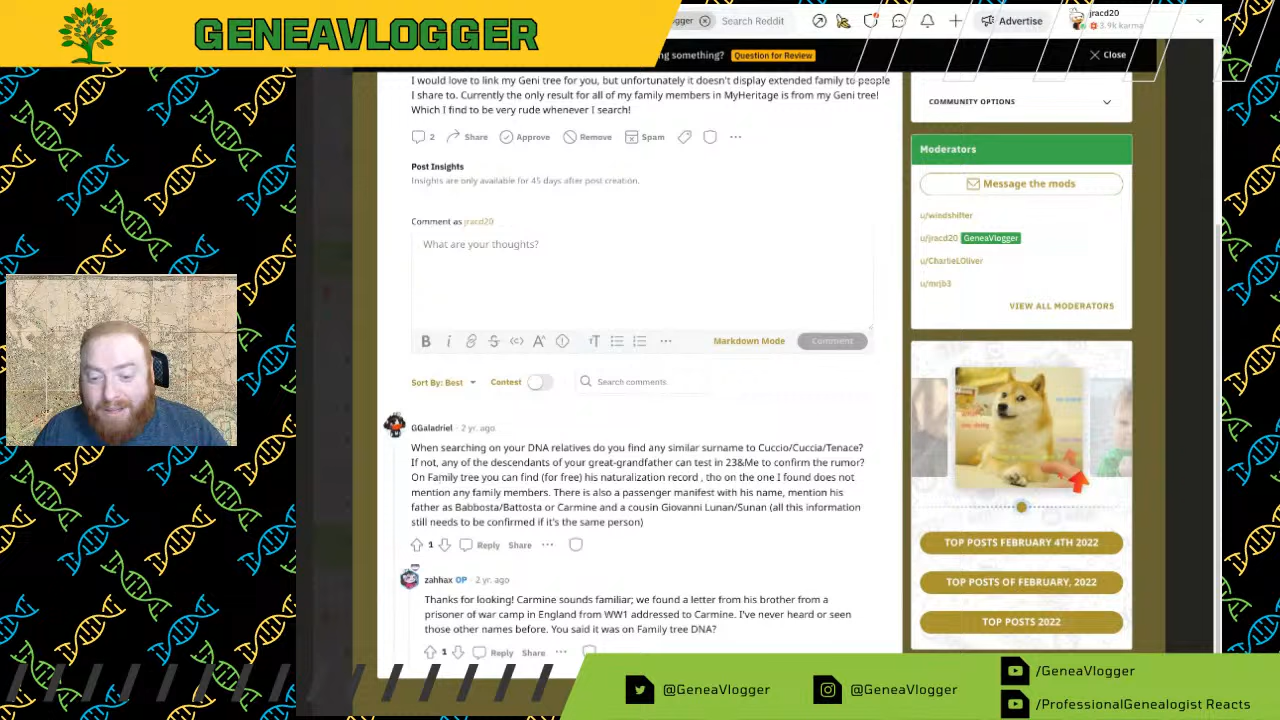 GENEAVLOGGER
logger
Search Reddit
Advertise
jracd20
3.9k karma
ng something?
Question for Review
Close
I would love to link my Geni tree for you, but unfortunately it doesn't display extended family to people
I share to. Currently the only result for all of my family members in MyHeritage is from my Geni tree!
Which I find to be very rude whenever I search!
2 Share Approve Remove Spam
Post Insights
Insights are only available for 45 days after post creation.
Comment as jracd20
What are your thoughts?
Markdown Mode
Comment
Sort By: Best
Contest
Search comments
GGaladriel 2 yr. ago
When searching on your DNA relatives do you find any similar surname to Cuccio/Cuccia/Tenace?
If not, any of the descendants of your great-grandfather can test in 23&Me to confirm the rumor?
On Family tree you can find (for free) his naturalization record , tho on the one I found does not
mention any family members. There is also a passenger manifest with his name, mention his
father as Babbosta/Battosta or Carmine and a cousin Giovanni Lunan/Sunan (all this information
still needs to be confirmed if it's the same person)
1 Reply Share
zahhax OP · 2 yr. ago
Thanks for looking! Carmine sounds familiar; we found a letter from his brother from a
prisoner of war camp in England from WW1 addressed to Carmine. I've never heard or seen
those other names before. You said it was on Family tree DNA?
1 Reply Share
COMMUNITY OPTIONS
Moderators
Message the mods
u/windshifter
u/jracd20 GeneaVlogger
u/CharlieLOliver
u/mrjb3
VIEW ALL MODERATORS
TOP POSTS FEBRUARY 4TH 2022
TOP POSTS OF FEBRUARY, 2022
TOP POSTS 2022
@GeneaVlogger
@GeneaVlogger
/GeneaVlogger
/ProfessionalGenealogist Reacts